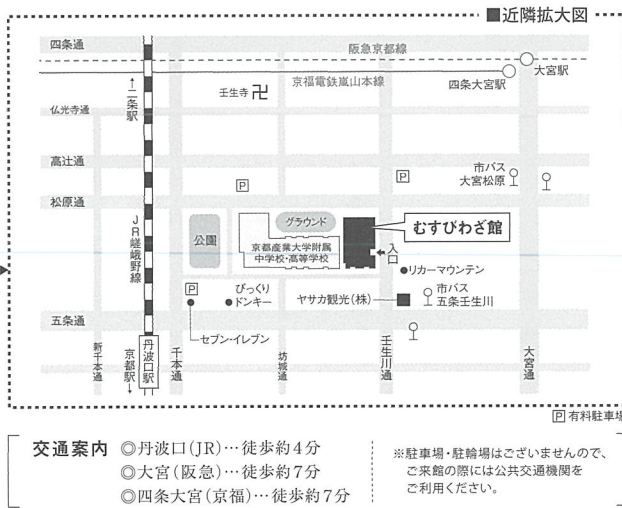 ■近隣拡大図
四条通
阪急京都線
大宮駅
京福電鉄嵐山本線
四条大宮駅
↑二条駅
壬生寺卍
仏光寺通
高辻通
市バス
大宮松原
P
P
松原通
グラウンド
公園
京都産業大学附属
中学校・高等学校
むすびわざ館
入口
JR嵯峨野線
●リカーマウンテン
P
びっくり
ドンキー
ヤサカ観光(株)
市バス
五条壬生川
五条通
セブン-イレブン
新千本通
京都駅↓
丹波口駅
千本通
坊城通
壬生川通
大宮通
P 有料駐車場
交通案内
◎丹波口(JR)…徒歩約4分
◎大宮(阪急)…徒歩約7分
◎四条大宮(京福)…徒歩約7分
※駐車場・駐輪場はございませんので、
ご来館の際には公共交通機関を
ご利用ください。